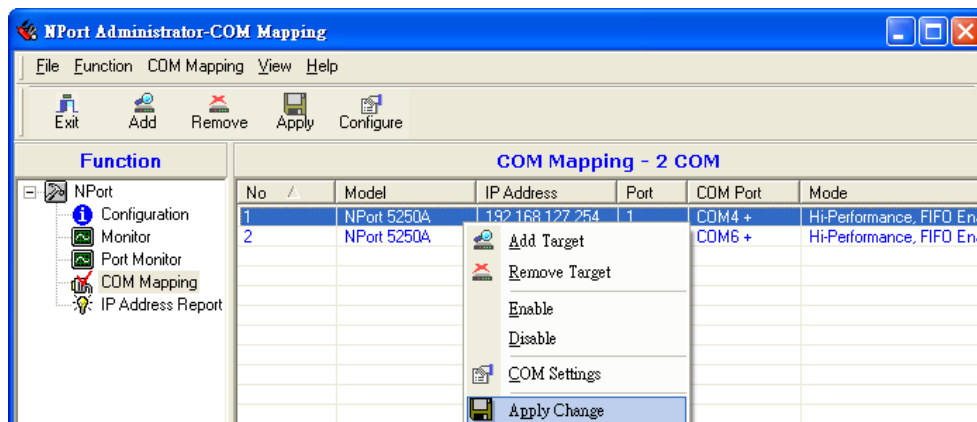 NPort Administrator-COM Mapping
File Function COM Mapping View Help
Exit Add Remove Apply Configure
Function
COM Mapping - 2 COM
NPort
Configuration
Monitor
Port Monitor
COM Mapping
IP Address Report
No Model IP Address Port COM Port Mode
1 NPort 5250A 192.168.127.254 1 COM4 + Hi-Performance, FIFO Ena
2 NPort 5250A COM6 + Hi-Performance, FIFO Ena
Add Target
Remove Target
Enable
Disable
COM Settings
Apply Change